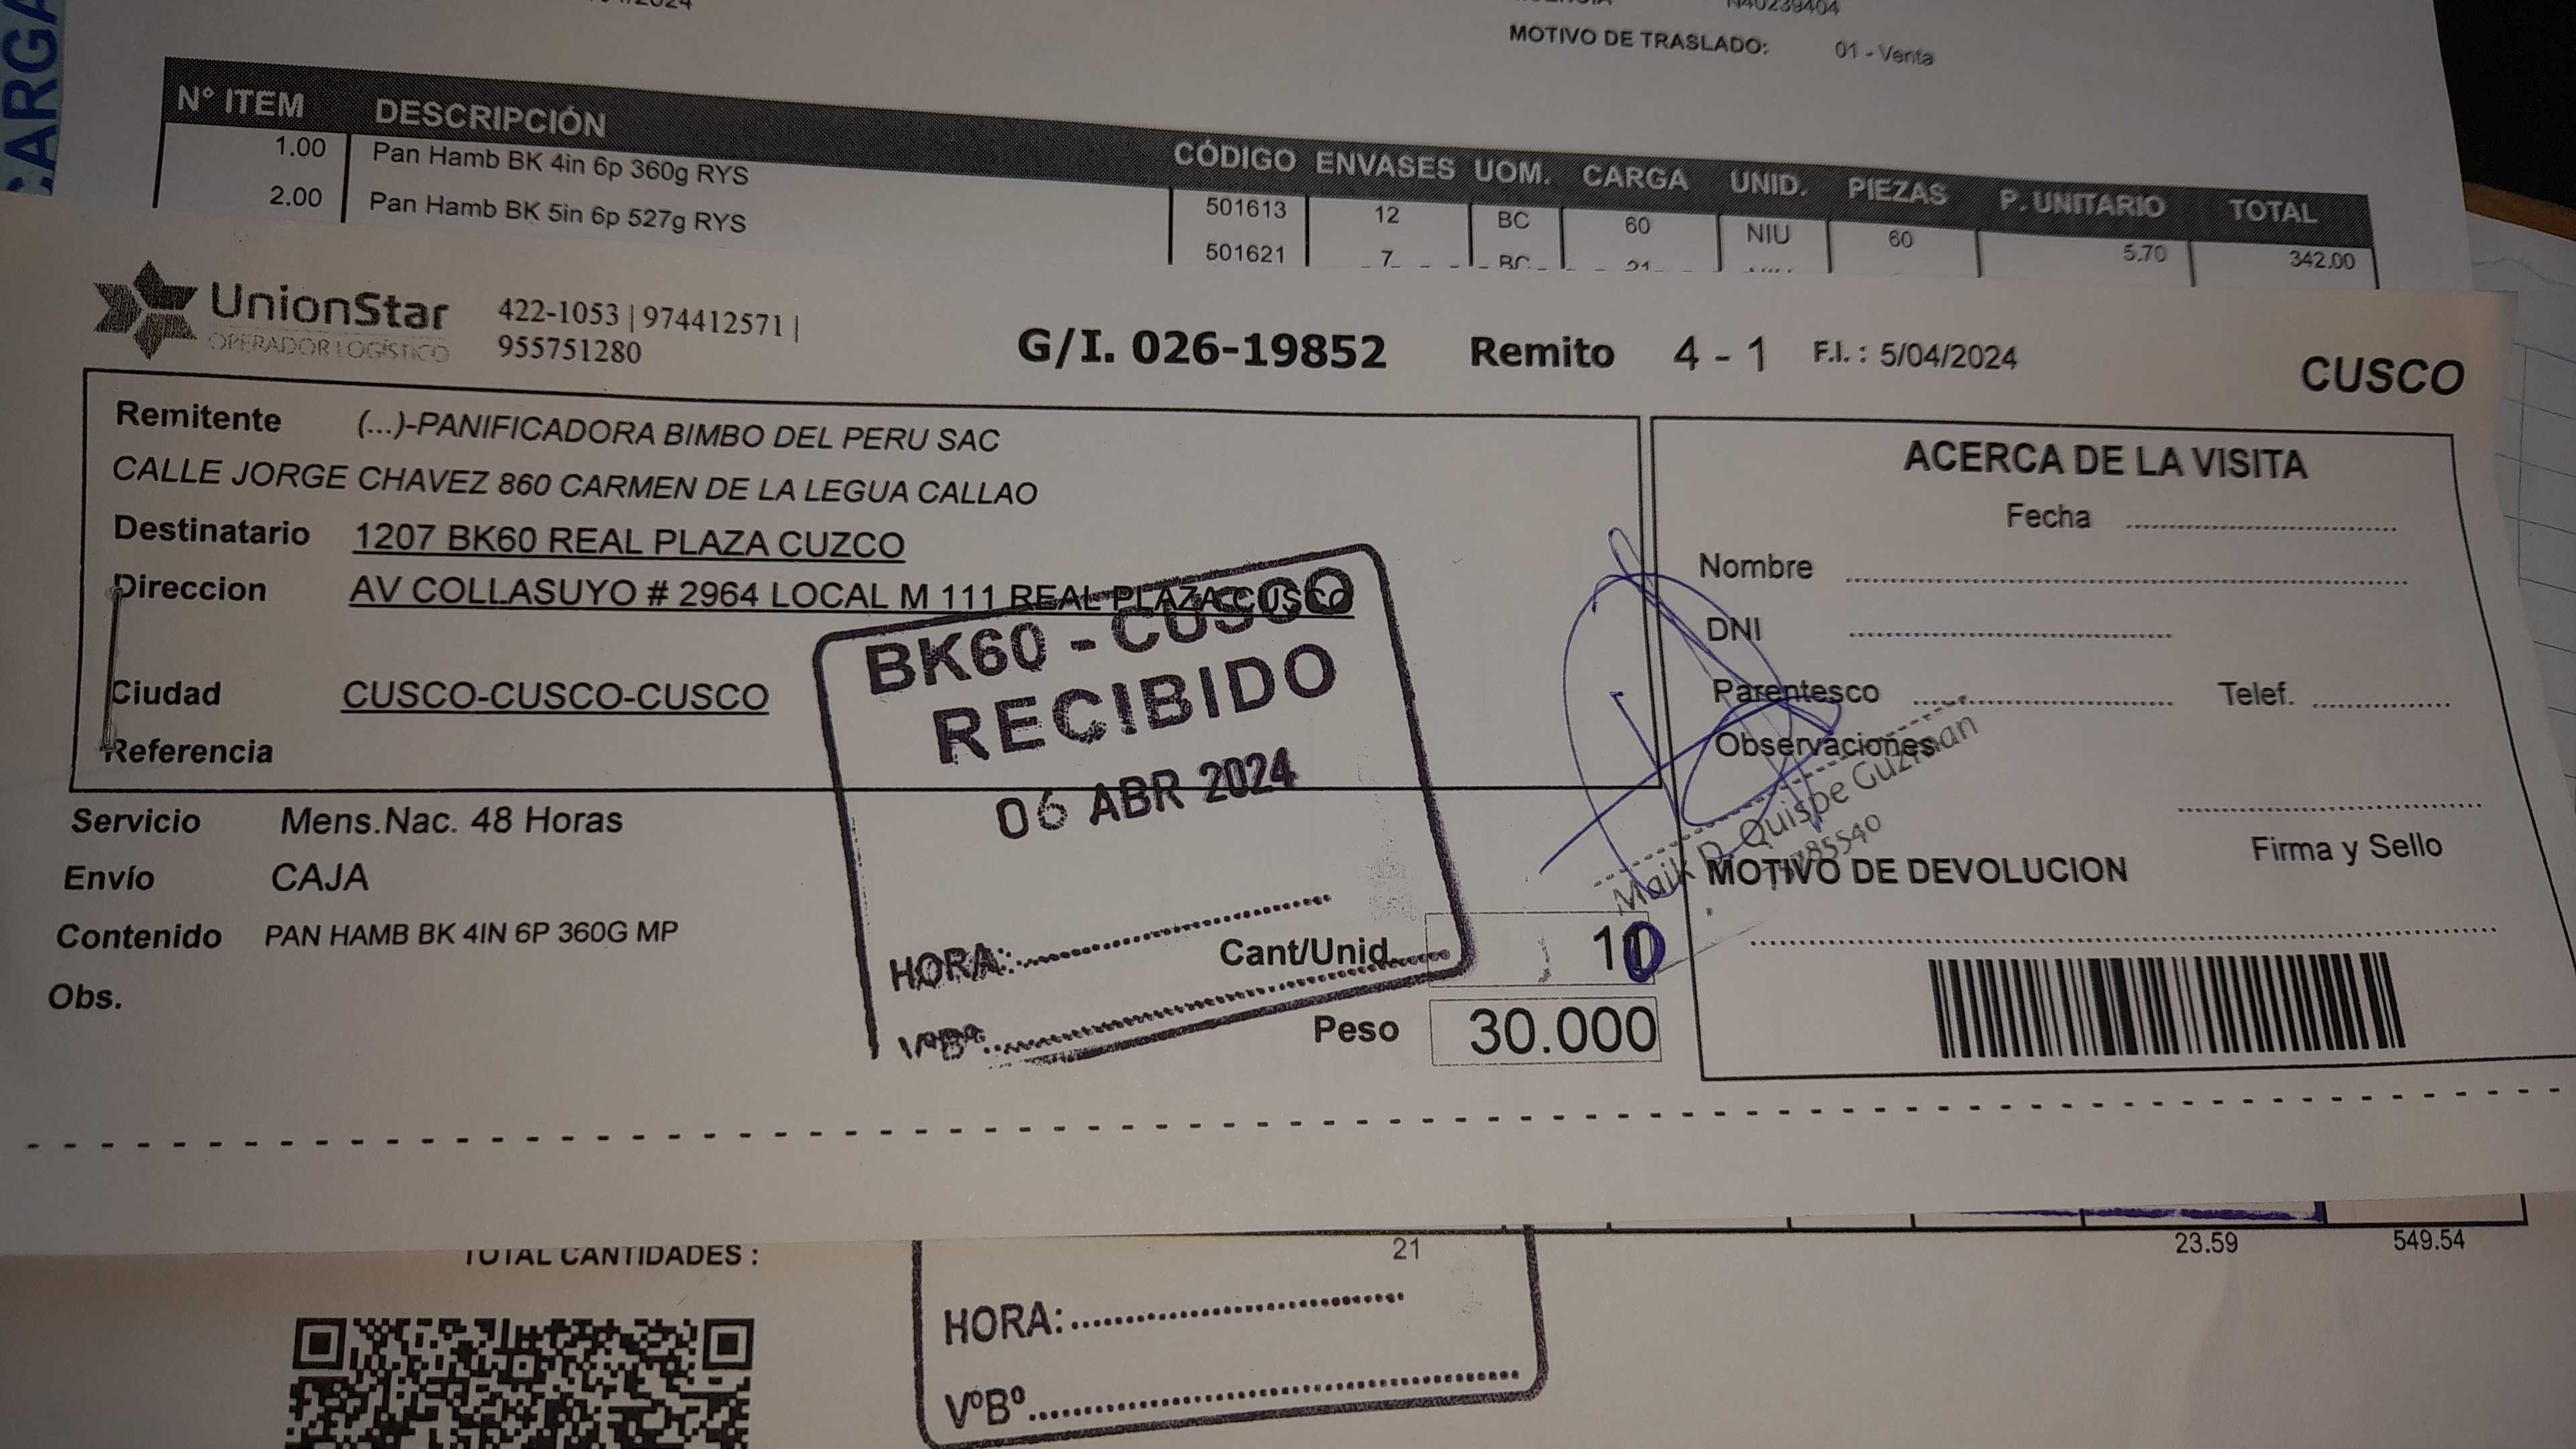 CARGA
N40239404
MOTIVO DE TRASLADO: 01 - Venta
N° ITEM DESCRIPCIÓN CÓDIGO ENVASES UOM. CARGA UNID. PIEZAS P. UNITARIO TOTAL
1.00 Pan Hamb BK 4in 6p 360g RYS 501613 12 BC 60 NIU 60 5.70 342.00
2.00 Pan Hamb BK 5in 6p 527g RYS 501621 7 BC 21
UnionStar
OPERADOR LOGÍSTICO
422-1053 | 974412571 |
955751280
G/I. 026-19852 Remito 4 - 1 F.I. : 5/04/2024 CUSCO
Remitente (...)-PANIFICADORA BIMBO DEL PERU SAC
CALLE JORGE CHAVEZ 860 CARMEN DE LA LEGUA CALLAO
Destinatario 1207 BK60 REAL PLAZA CUZCO
Direccion AV COLLASUYO # 2964 LOCAL M 111 REAL PLAZA CUSCO
Ciudad CUSCO-CUSCO-CUSCO
Referencia
BK60 - CUSCO
RECIBIDO
06 ABR 2024
HORA:
V°B°
ACERCA DE LA VISITA
Fecha
Nombre
DNI
Parentesco Telef.
Observaciones
Quispe Guzman
Firma y Sello
MOTIVO DE DEVOLUCION
Servicio Mens.Nac. 48 Horas
Envío CAJA
Contenido PAN HAMB BK 4IN 6P 360G MP
Obs.
Cant/Unid. 10
Peso 30.000
TOTAL CANTIDADES : 21 23.59 549.54
HORA:
V°B°